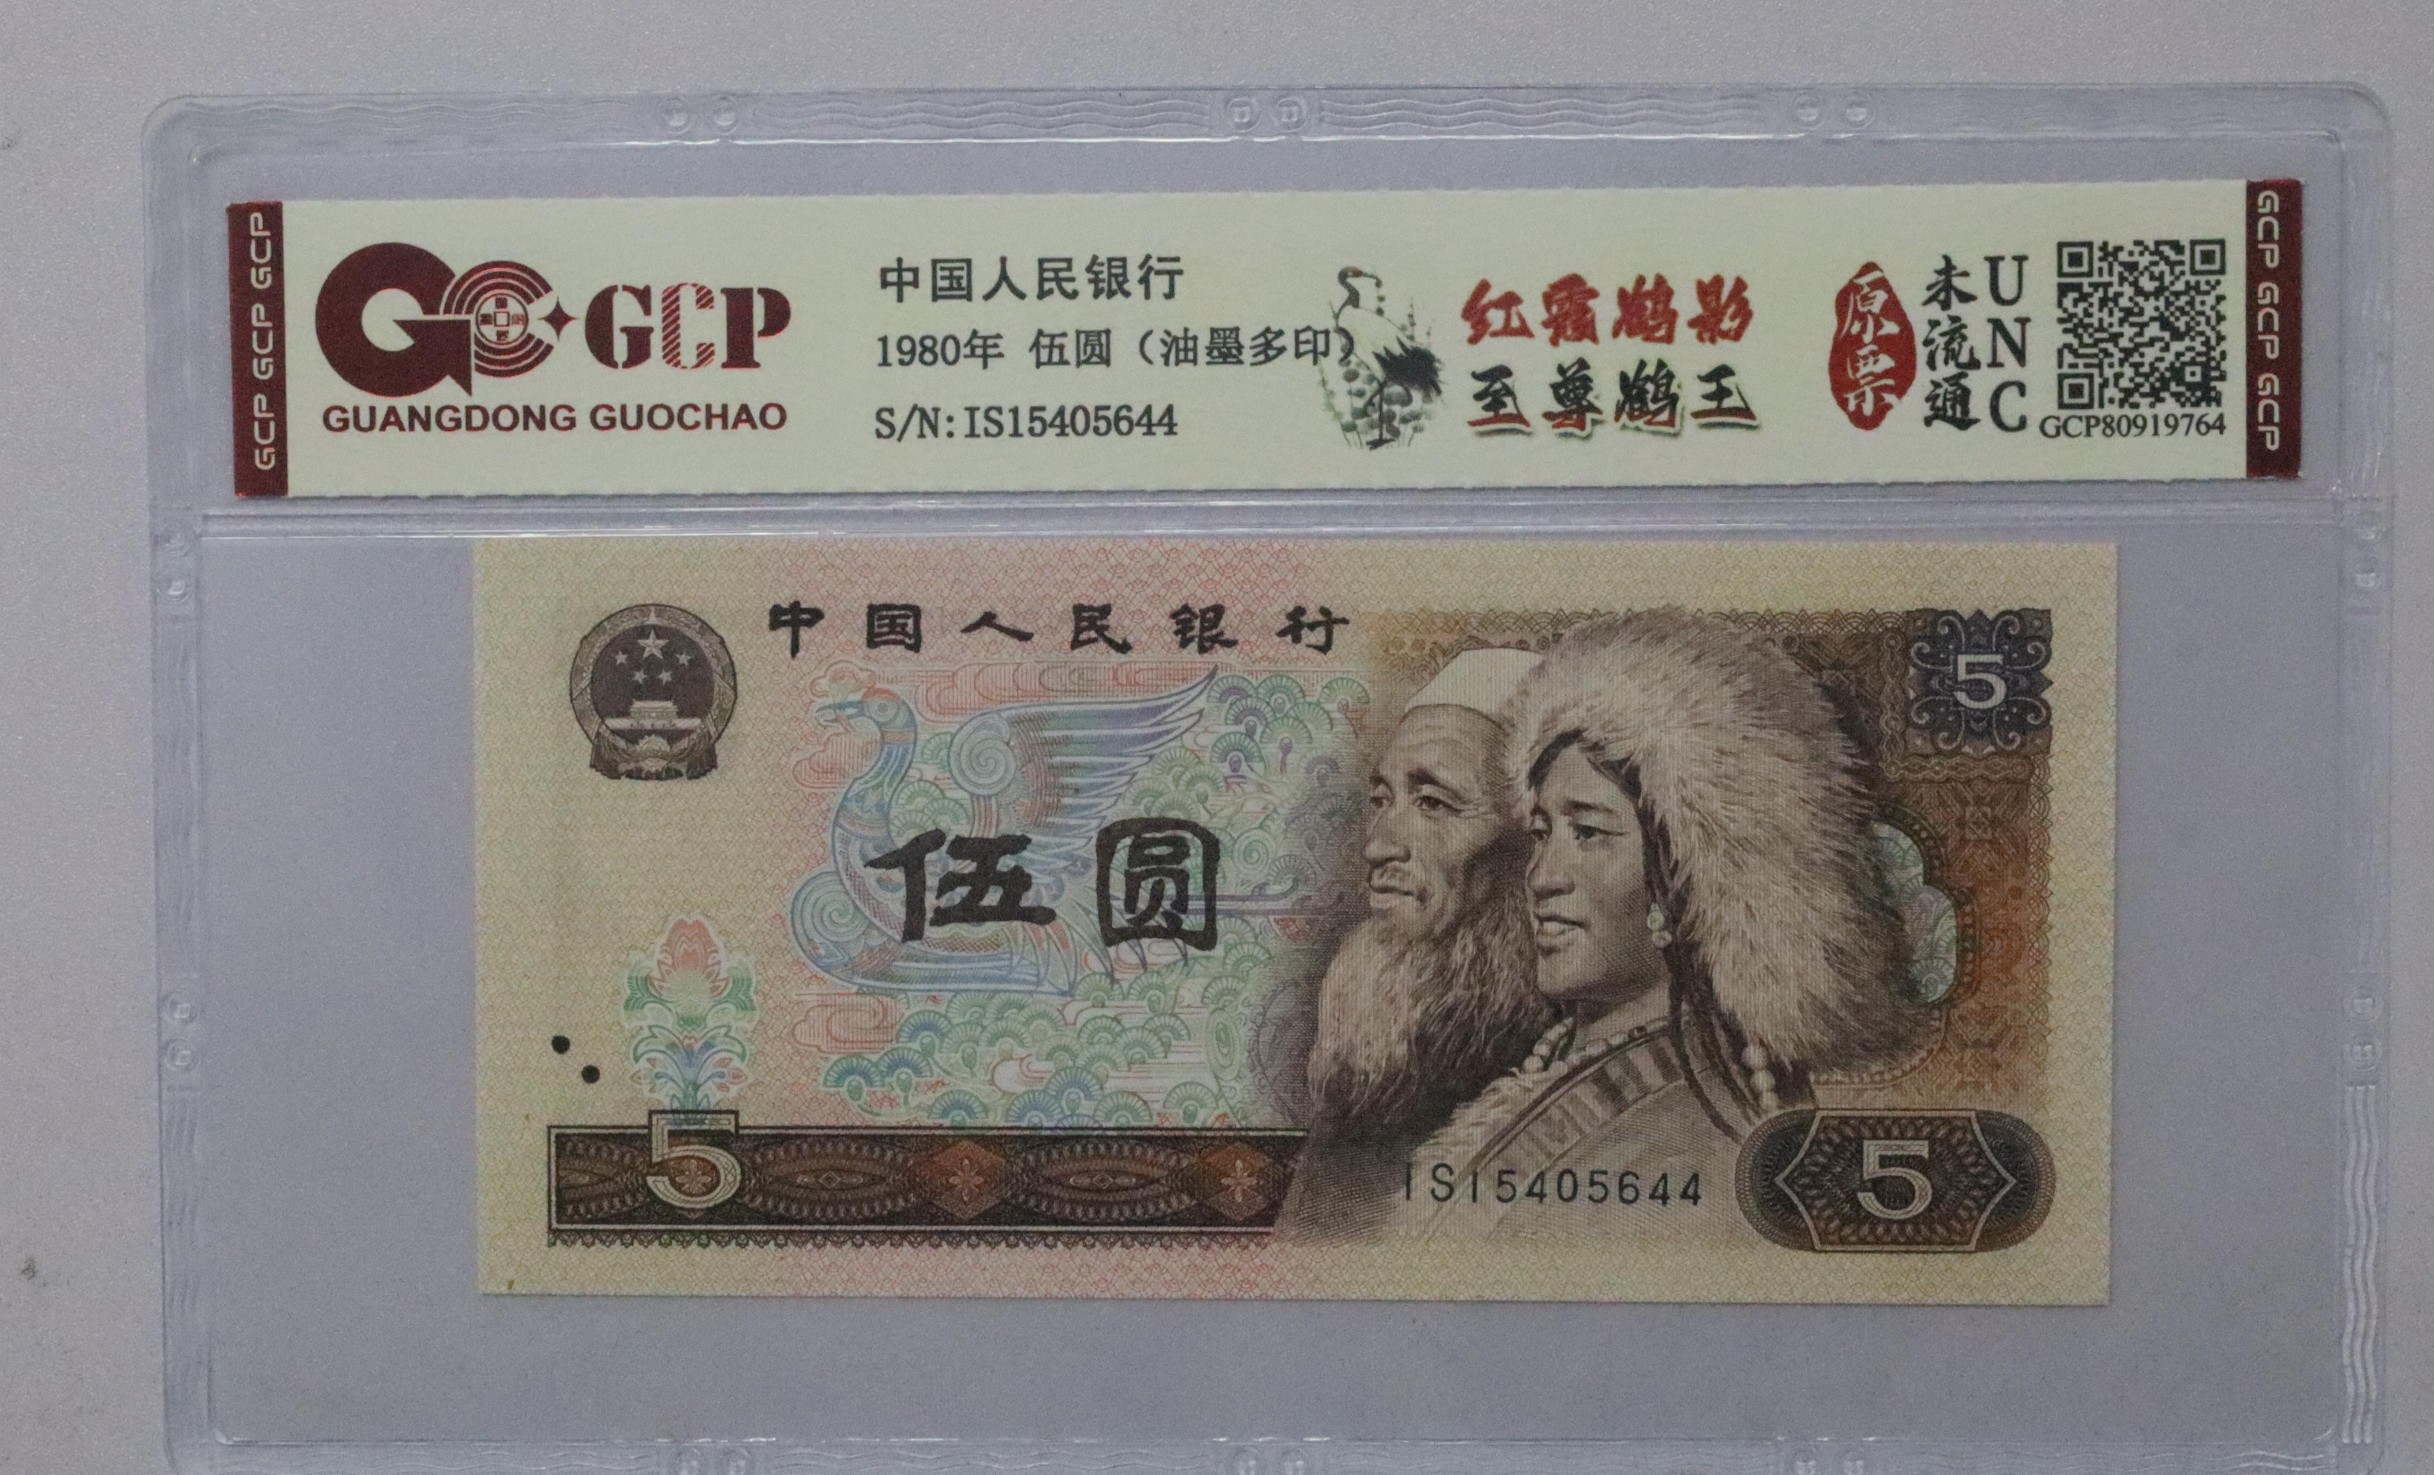 GCP GCP GCP
GCP
GUANGDONG GUOCHAO
中国人民银行
1980年 伍圆（油墨多印）
S/N:IS15405644
红霞鹤影
至尊鹤王
原票
未流通
UNC
GCP80919764
GCP GCP GCP
中国人民银行
5
伍圆
5
IS15405644
5